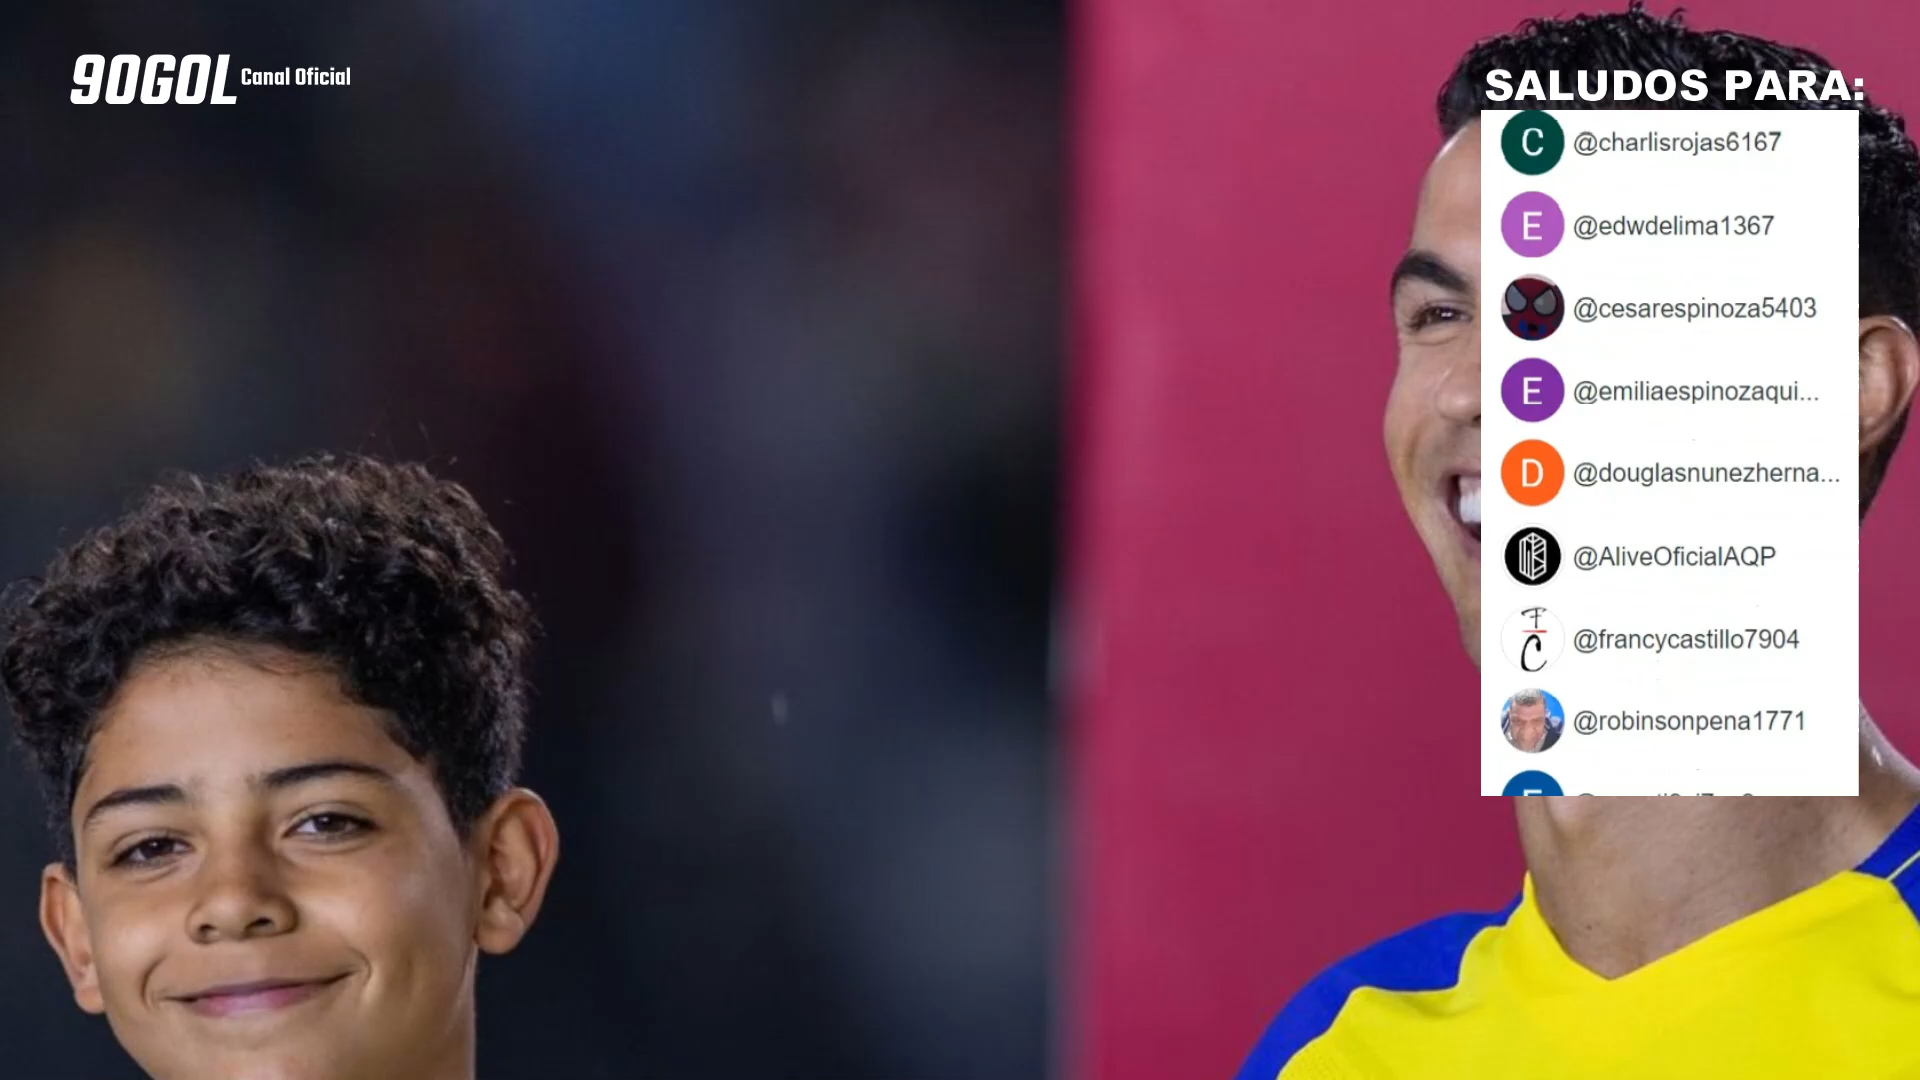 90GOL Canal Oficial
SALUDOS PARA:
C @charlisrojas6167
E @edwdelima1367
@cesarespinoza5403
E @emiliaespinozaqui...
D @douglasnunezherna...
@AliveOficialAQP
F C @francycastillo7904
@robinsonpena1771